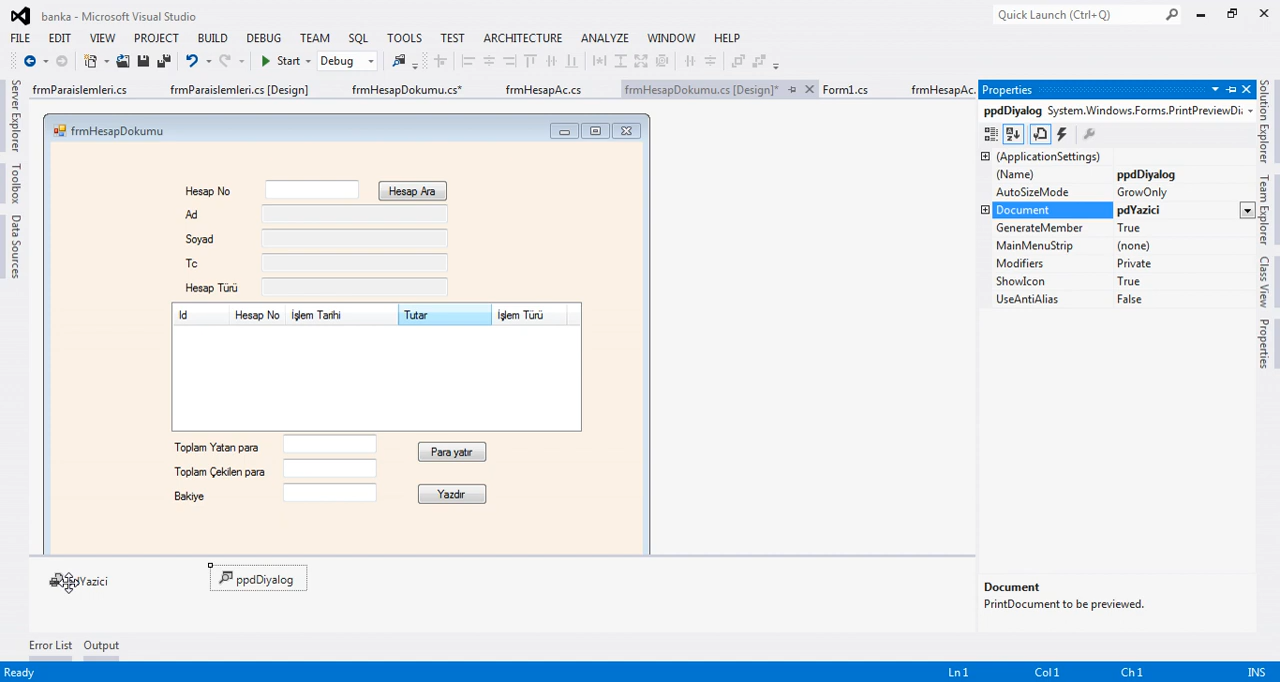 banka - Microsoft Visual Studio
Quick Launch (Ctrl+Q)
FILE EDIT VIEW PROJECT BUILD DEBUG TEAM SQL TOOLS TEST ARCHITECTURE ANALYZE WINDOW HELP
Start Debug
frmParaislemleri.cs frmParaislemleri.cs [Design] frmHesapDokumu.cs* frmHesapAc.cs frmHesapDokumu.cs [Design]* Form1.cs frmHesapAc.
Server Explorer
Toolbox
Data Sources
frmHesapDokumu
Hesap No
Hesap Ara
Ad
Soyad
Tc
Hesap Türü
Id Hesap No İşlem Tarihi Tutar İşlem Türü
Toplam Yatan para
Para yatır
Toplam Çekilen para
Bakiye
Yazdır
ppdDiyalog
Properties
ppdDiyalog System.Windows.Forms.PrintPreviewDi
(ApplicationSettings)
(Name) ppdDiyalog
AutoSizeMode GrowOnly
Document pdYazici
GenerateMember True
MainMenuStrip (none)
Modifiers Private
ShowIcon True
UseAntiAlias False
Document
PrintDocument to be previewed.
Solution Explorer
Team Explorer
Class View
Properties
Error List Output
Ready
Ln 1 Col 1 Ch 1 INS